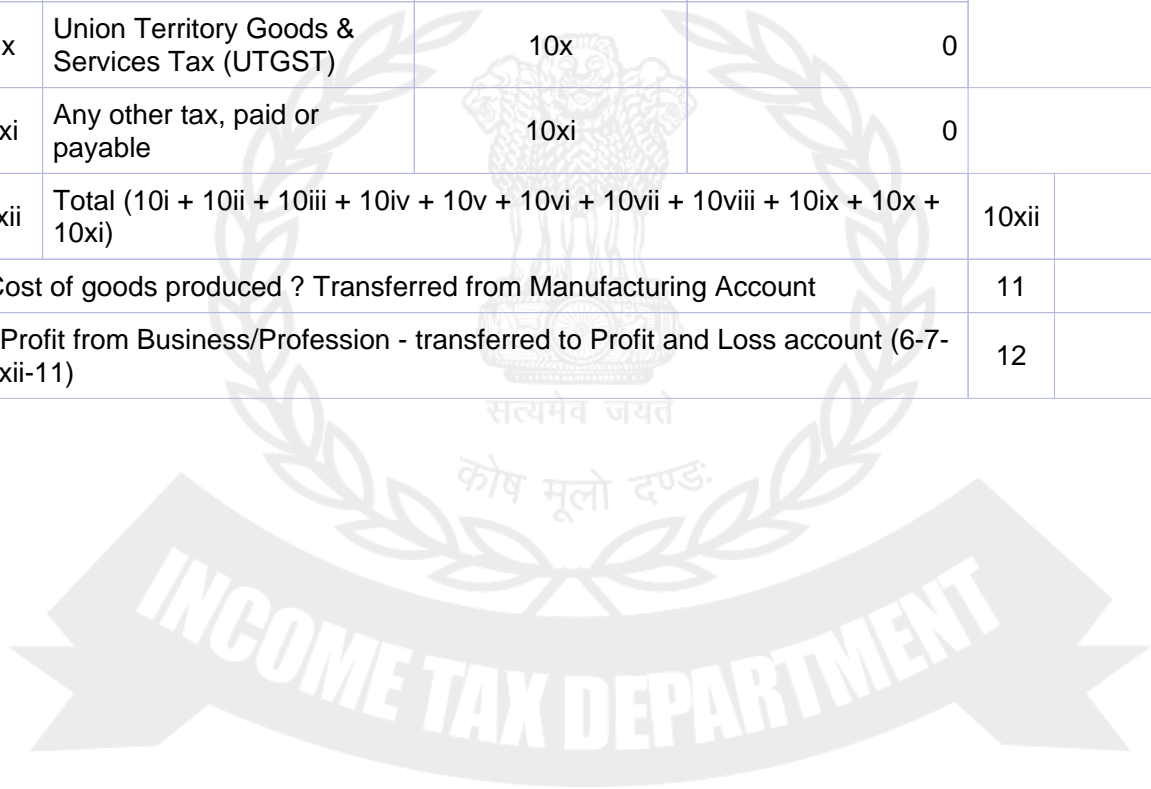 x Union Territory Goods & 10x 0
Services Tax (UTGST)
xi Any other tax, paid or 10xi 0
payable
xii Total (10i + 10ii + 10iii + 10iv + 10v + 10vi + 10vii + 10viii + 10ix + 10x + 10xii
10xi)
Cost of goods produced ? Transferred from Manufacturing Account 11
Profit from Business/Profession - transferred to Profit and Loss account (6-7- 12
xii-11)
सत्यमेव जयते
कोष मूलो दण्डः
INCOME TAX DEPARTMENT